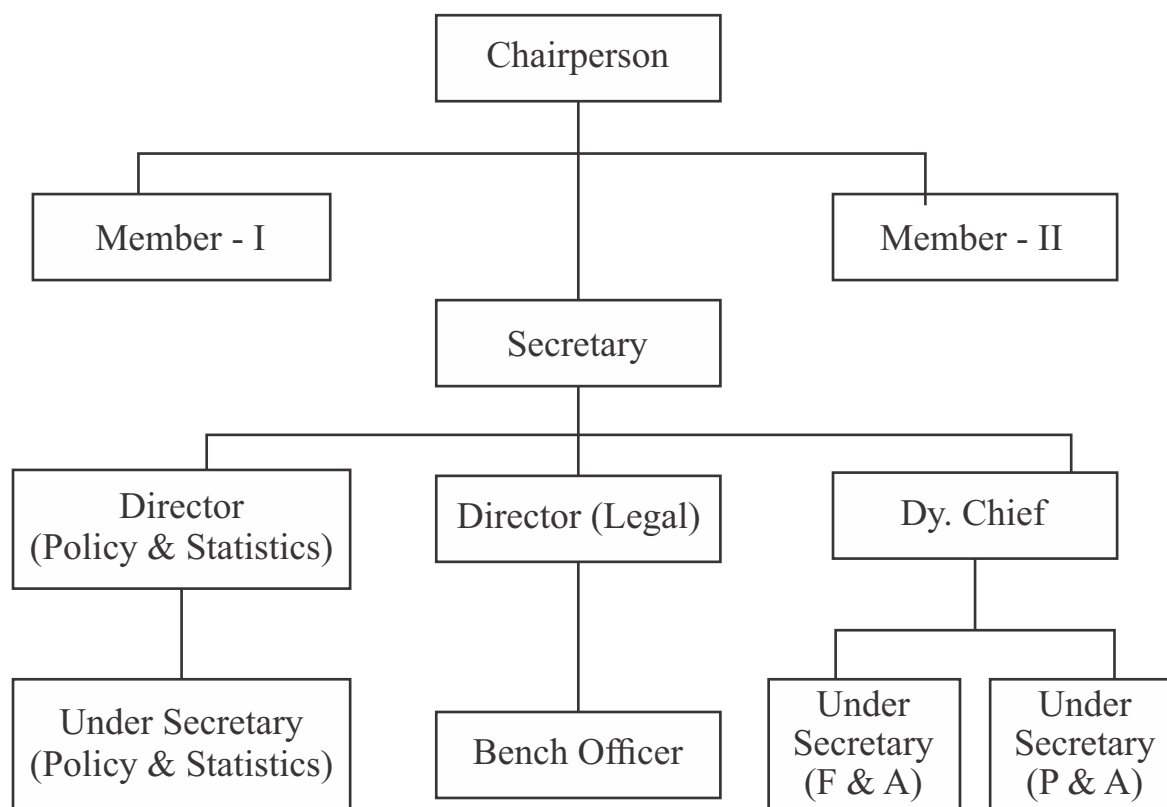 Chairperson
Member - I
Member - II
Secretary
Director
(Policy & Statistics)
Director (Legal)
Dy. Chief
Under Secretary
(Policy & Statistics)
Bench Officer
Under
Secretary
(F & A)
Under
Secretary
(P & A)